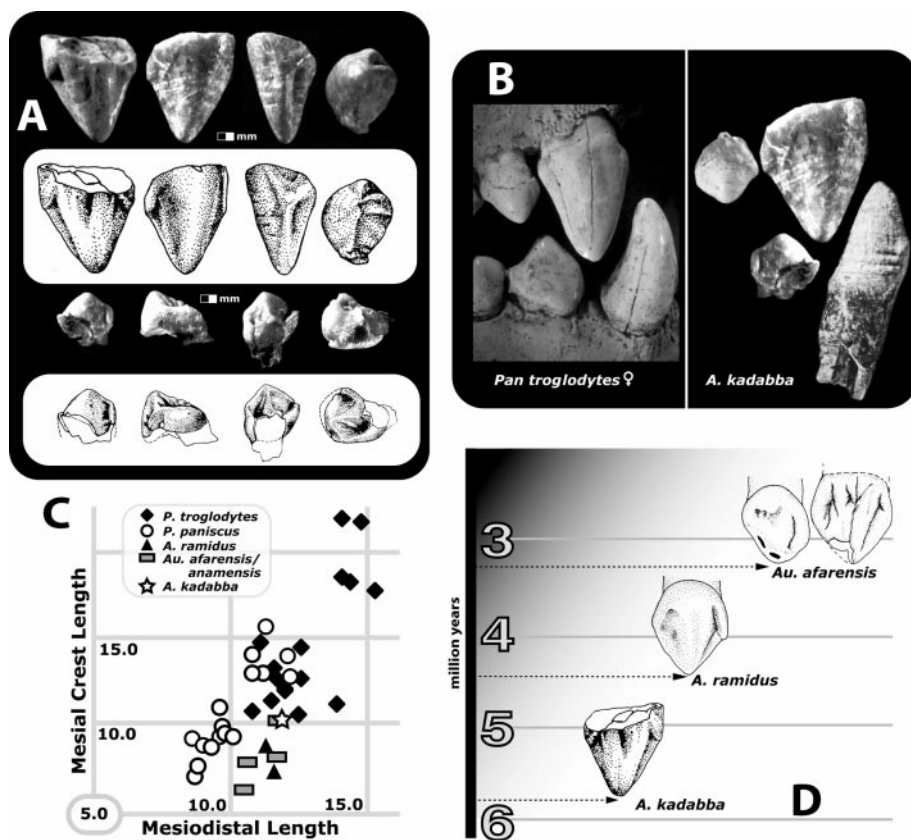 A
mm
mm
B
Pan troglodytes ♀
A. kadabba
C
P. troglodytes
P. paniscus
A. ramidus
Au. afarensis/
anamensis
A. kadabba
Mesial Crest Length
15.0
10.0
5.0
10.0
15.0
Mesiodistal Length
million years
3
Au. afarensis
4
A. ramidus
5
A. kadabba
6
D